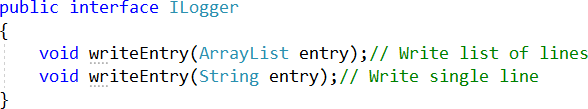 public interface ILogger
{
    void writeEntry(ArrayList entry);// Write list of lines
    void writeEntry(String entry);// Write single line
}